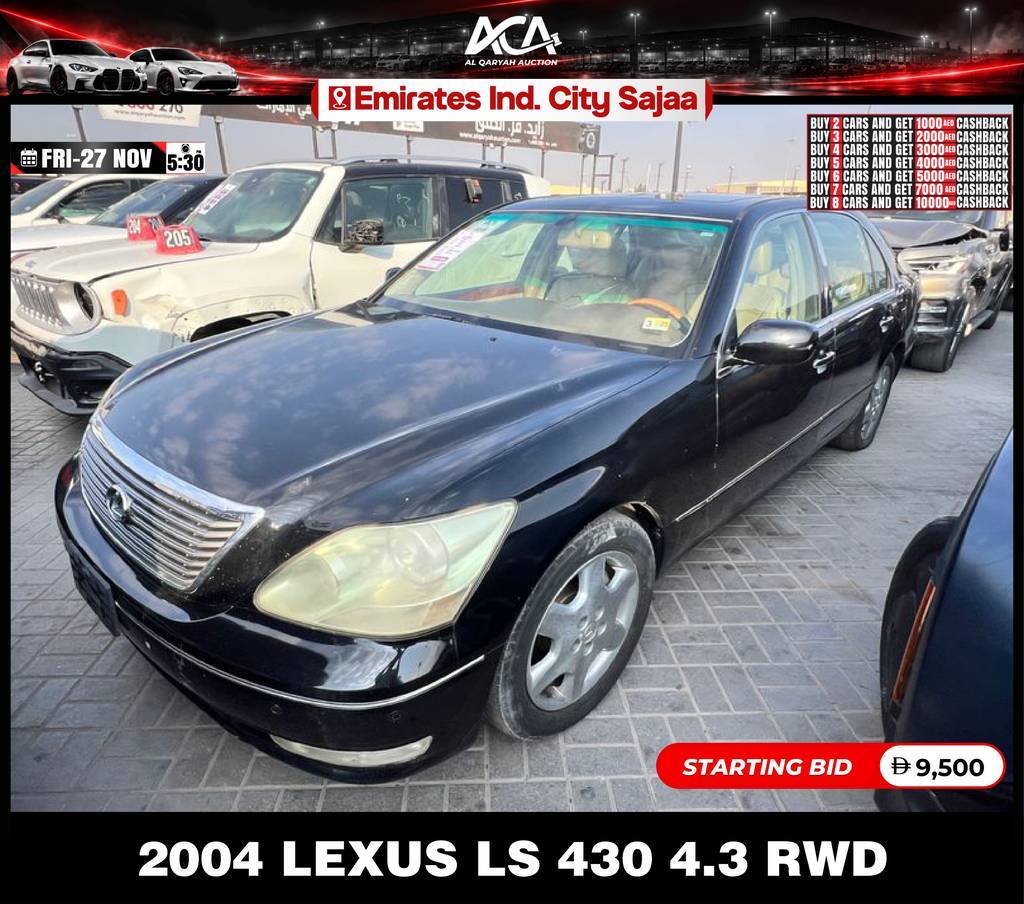 ACA
AL QARYAH AUCTION
Emirates Ind. City Sajaa
FRI-27 NOV
5:30
BUY 2 CARS AND GET 1000 AED CASHBACK
BUY 3 CARS AND GET 2000 AED CASHBACK
BUY 4 CARS AND GET 3000 AED CASHBACK
BUY 5 CARS AND GET 4000 AED CASHBACK
BUY 6 CARS AND GET 5000 AED CASHBACK
BUY 7 CARS AND GET 7000 AED CASHBACK
BUY 8 CARS AND GET 10000 AED CASHBACK
204
205
STARTING BID
9,500
2004 LEXUS LS 430 4.3 RWD